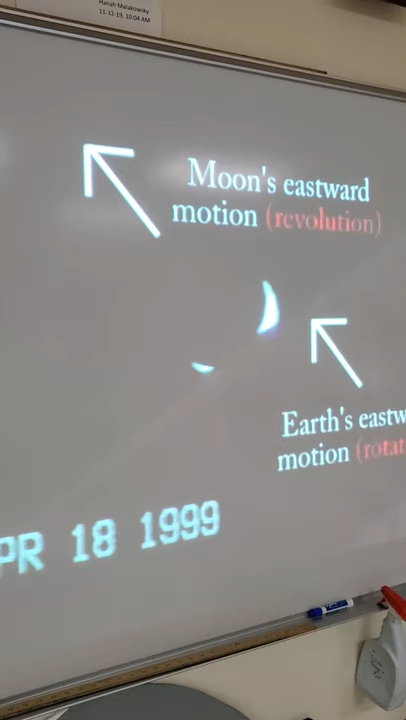 Hanah Malakowsky
11-12-19, 10:04 AM
Moon's eastward
motion (revolution)
Earth's eastw
motion (rotat
PR 18 1999